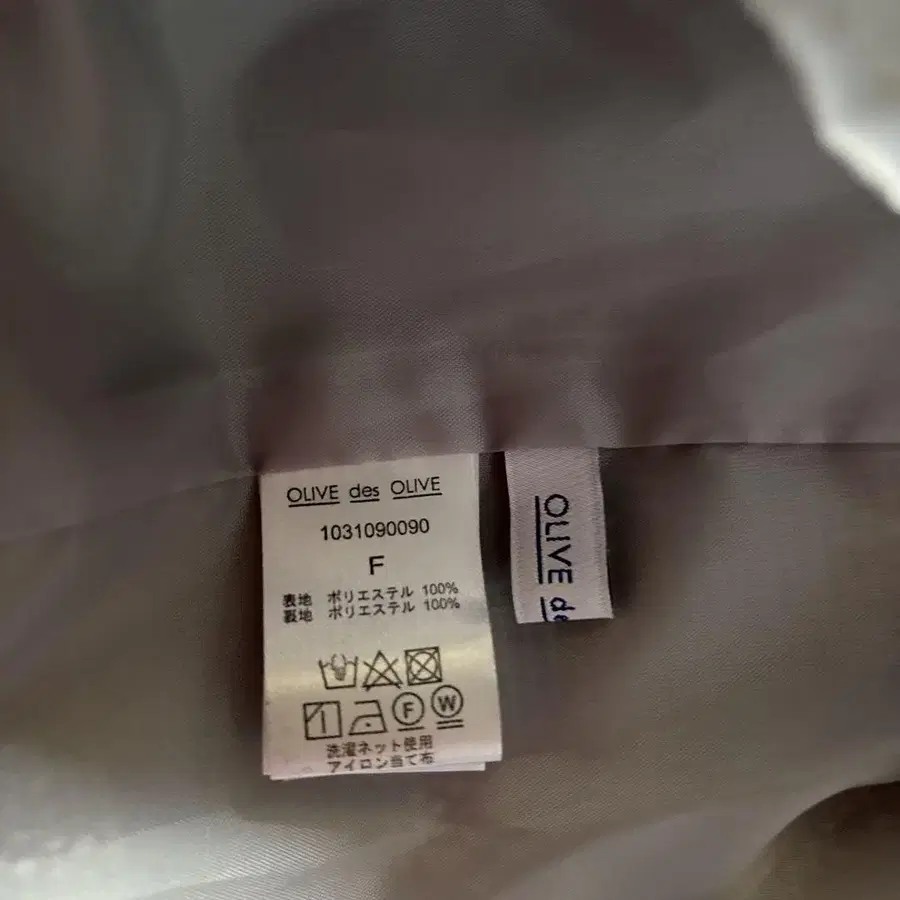 OLIVE des OLIVE
1031090090
F
表地 ポリエステル 100%
裏地 ポリエステル 100%
F W
洗濯ネット使用
アイロン当て布
OLIVE de